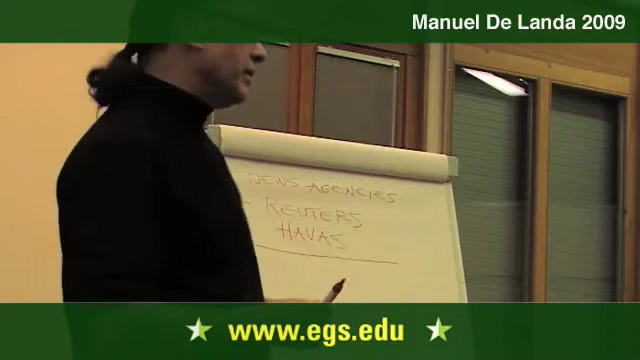 Manuel De Landa 2009
NEWS AGENCIES
- REUTERS
HAVAS
www.egs.edu